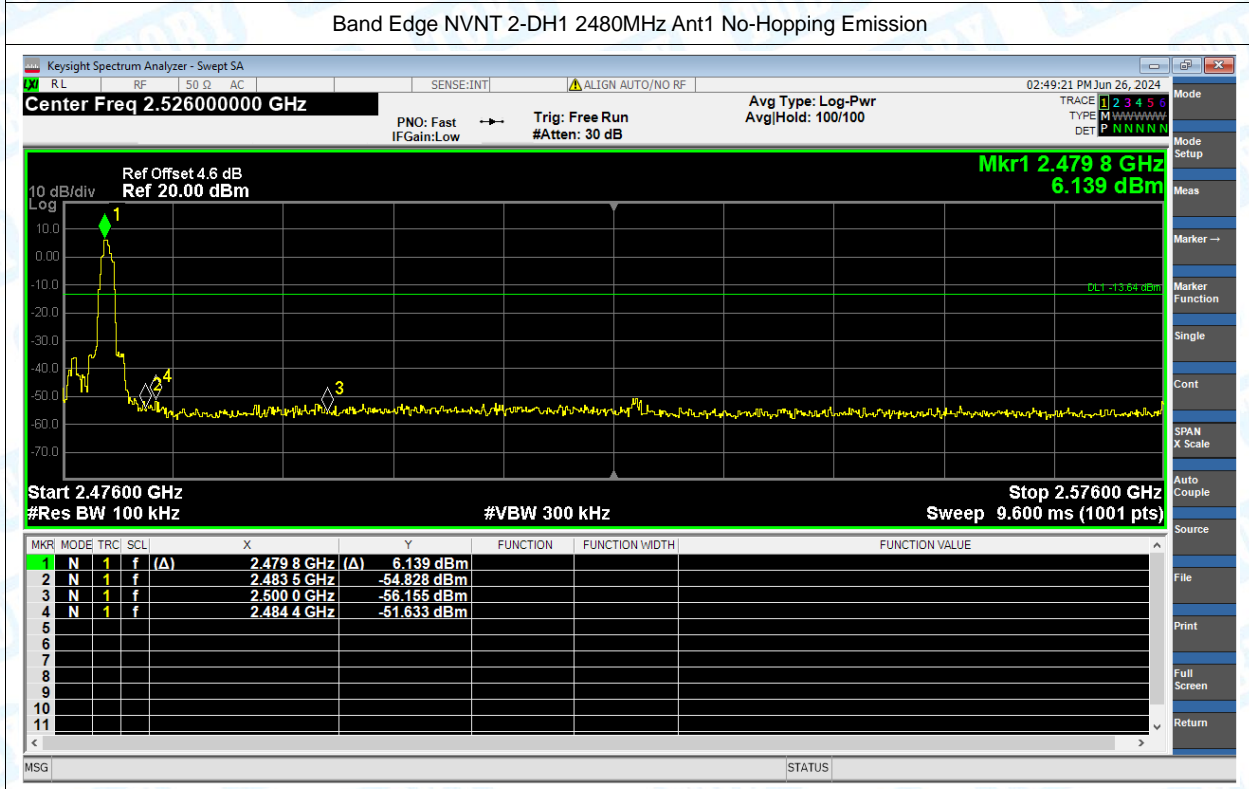 Band Edge NVNT 2-DH1 2480MHz Ant1 No-Hopping Emission
Keysight Spectrum Analyzer - Swept SA
LXI RL RF 50 Ω AC SENSE:INT ALIGN AUTO/NO RF 02:49:21 PM Jun 26, 2024
Center Freq 2.526000000 GHz
PNO: Fast
IFGain:Low
Trig: Free Run
#Atten: 30 dB
Avg Type: Log-Pwr
Avg|Hold: 100/100
TRACE 1 2 3 4 5 6
TYPE M WWWWW
DET P N N N N N
Mkr1 2.479 8 GHz
6.139 dBm
Ref Offset 4.6 dB
10 dB/div Ref 20.00 dBm
Log
10.0
0.00
-10.0
-20.0
-30.0
-40.0
-50.0
-60.0
-70.0
1
2
4
3
DL1 -13.64 dBm
Start 2.47600 GHz Stop 2.57600 GHz
#Res BW 100 kHz #VBW 300 kHz Sweep 9.600 ms (1001 pts)
MKR MODE TRC SCL X Y FUNCTION FUNCTION WIDTH FUNCTION VALUE
1 N 1 f (Δ) 2.479 8 GHz (Δ) 6.139 dBm
2 N 1 f 2.483 5 GHz -54.828 dBm
3 N 1 f 2.500 0 GHz -56.155 dBm
4 N 1 f 2.484 4 GHz -51.633 dBm
5
6
7
8
9
10
11
MSG STATUS
Mode
Mode
Setup
Meas
Marker →
Marker
Function
Single
Cont
SPAN
X Scale
Auto
Couple
Source
File
Print
Full
Screen
Return